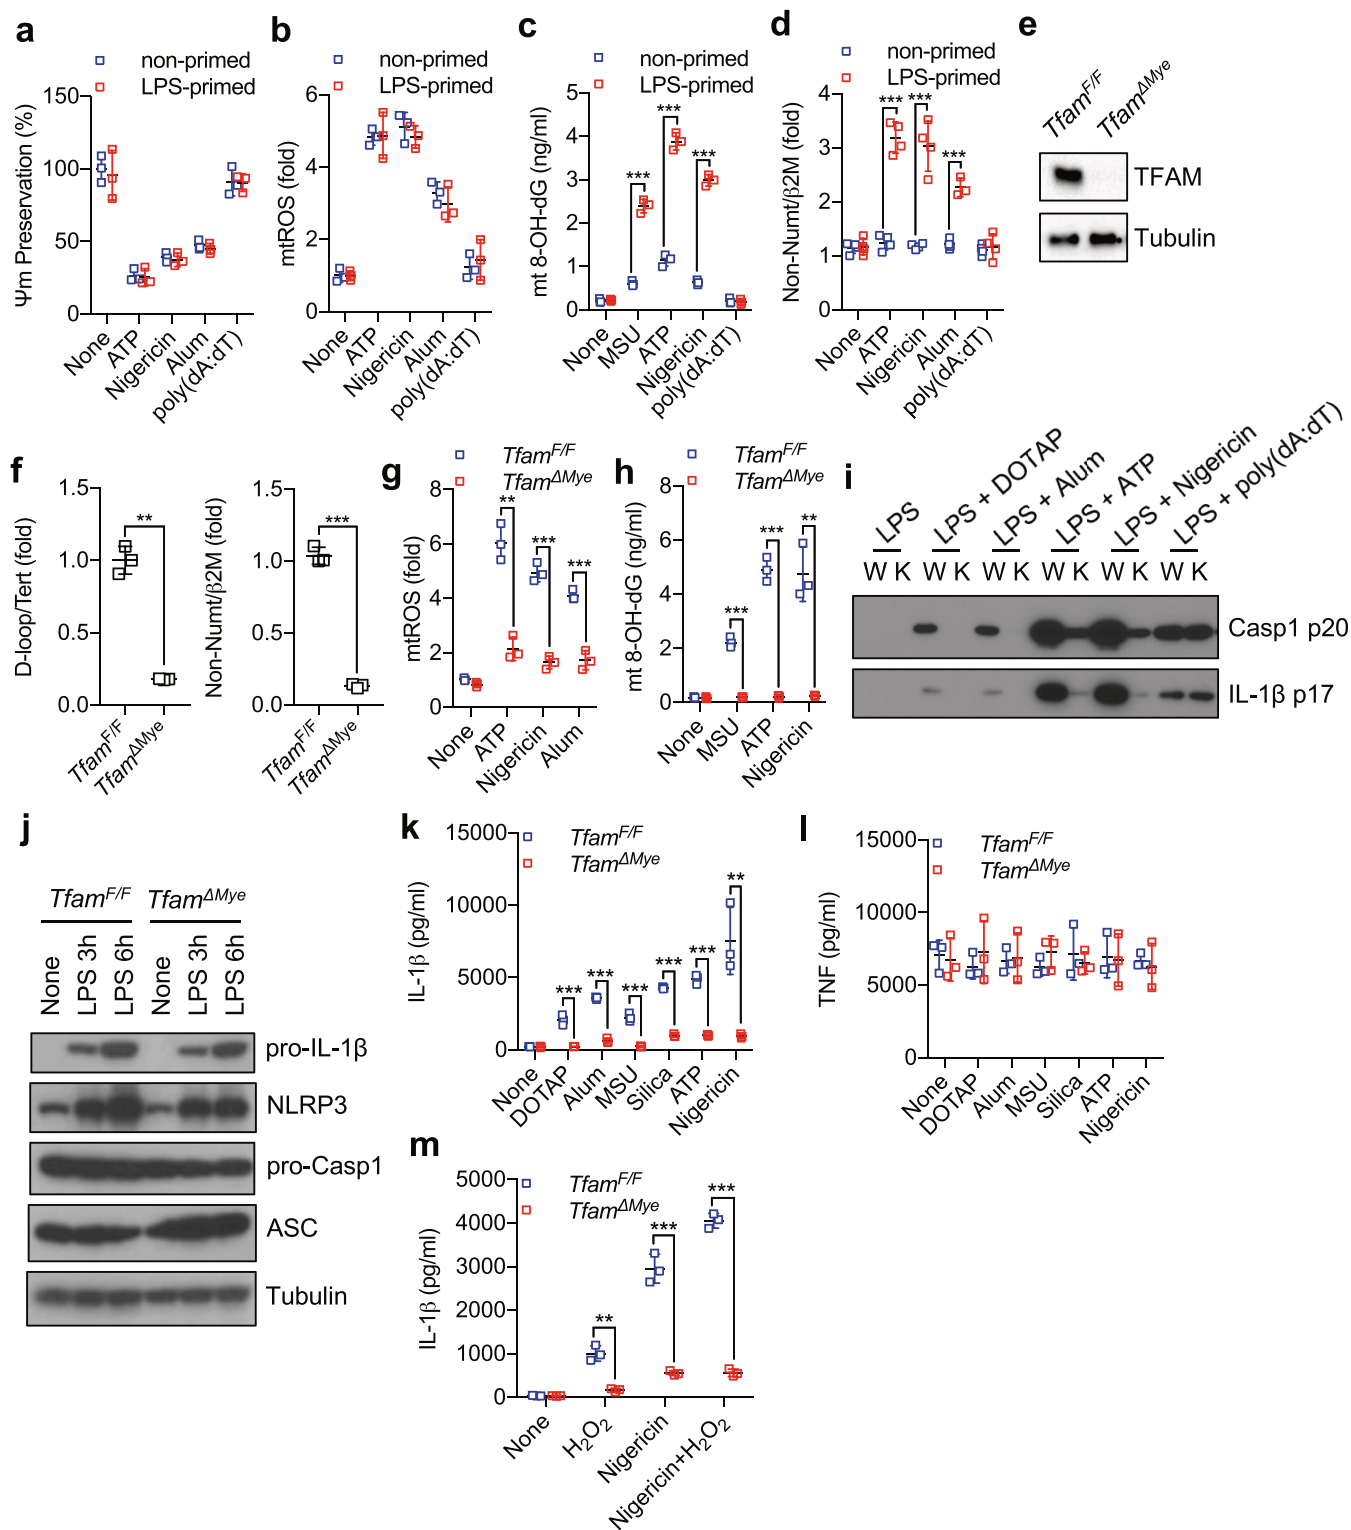 a
non-primed
LPS-primed
Ψm Preservation (%)
150
100
50
0
None
ATP
Nigericin
Alum
poly(dA:dT)
b
non-primed
LPS-primed
mtROS (fold)
6
4
2
0
None
ATP
Nigericin
Alum
poly(dA:dT)
c
non-primed
LPS-primed
mt 8-OH-dG (ng/ml)
5
4
3
2
1
0
***
***
***
None
MSU
ATP
Nigericin
poly(dA:dT)
d
non-primed
LPS-primed
Non-Numt/β2M (fold)
4
3
2
1
0
***
***
***
None
ATP
Nigericin
Alum
poly(dA:dT)
e
Tfam^F/F
Tfam^ΔMye
TFAM
Tubulin
f
D-loop/Tert (fold)
1.5
1.0
0.5
0.0
**
Tfam^F/F
Tfam^ΔMye
Non-Numt/β2M (fold)
1.5
1.0
0.5
0.0
***
Tfam^F/F
Tfam^ΔMye
g
Tfam^F/F
Tfam^ΔMye
mtROS (fold)
8
6
4
2
0
**
***
***
None
ATP
Nigericin
Alum
h
Tfam^F/F
Tfam^ΔMye
mt 8-OH-dG (ng/ml)
8
6
4
2
0
***
***
**
None
MSU
ATP
Nigericin
i
LPS
LPS + DOTAP
LPS + Alum
LPS + ATP
LPS + Nigericin
LPS + poly(dA:dT)
W K W K W K W K W K W K
Casp1 p20
IL-1β p17
j
Tfam^F/F Tfam^ΔMye
None
LPS 3h
LPS 6h
None
LPS 3h
LPS 6h
pro-IL-1β
NLRP3
pro-Casp1
ASC
Tubulin
k
Tfam^F/F
Tfam^ΔMye
IL-1β (pg/ml)
15000
10000
5000
0
***
***
***
***
***
**
None
DOTAP
Alum
MSU
Silica
ATP
Nigericin
l
Tfam^F/F
Tfam^ΔMye
TNF (pg/ml)
15000
10000
5000
0
None
DOTAP
Alum
MSU
Silica
ATP
Nigericin
m
Tfam^F/F
Tfam^ΔMye
IL-1β (pg/ml)
5000
4000
3000
2000
1000
0
**
***
***
None
H₂O₂
Nigericin
Nigericin+H₂O₂